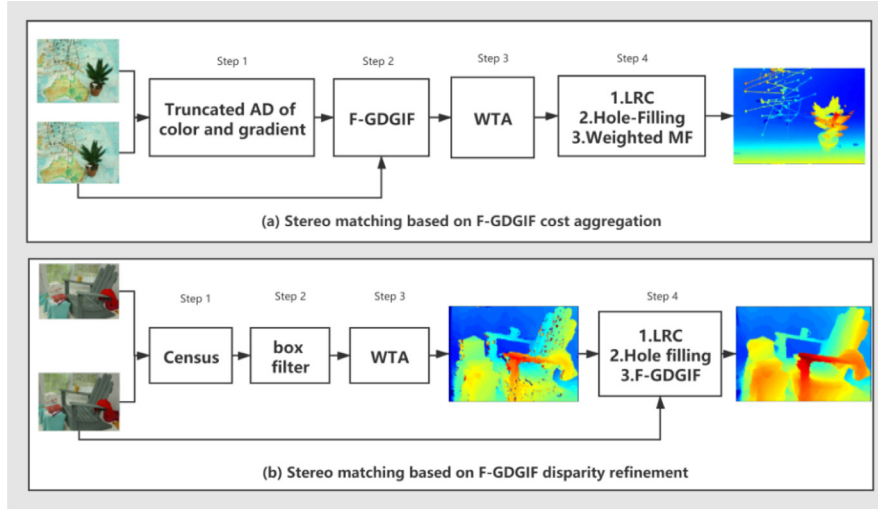 Step 1
Step 2
Step 3
Step 4
Truncated AD of
color and gradient
F-GDGIF
WTA
1.LRC
2.Hole-Filling
3.Weighted MF
(a) Stereo matching based on F-GDGIF cost aggregation
Step 1
Step 2
Step 3
Step 4
Census
box
filter
WTA
1.LRC
2.Hole filling
3.F-GDGIF
(b) Stereo matching based on F-GDGIF disparity refinement